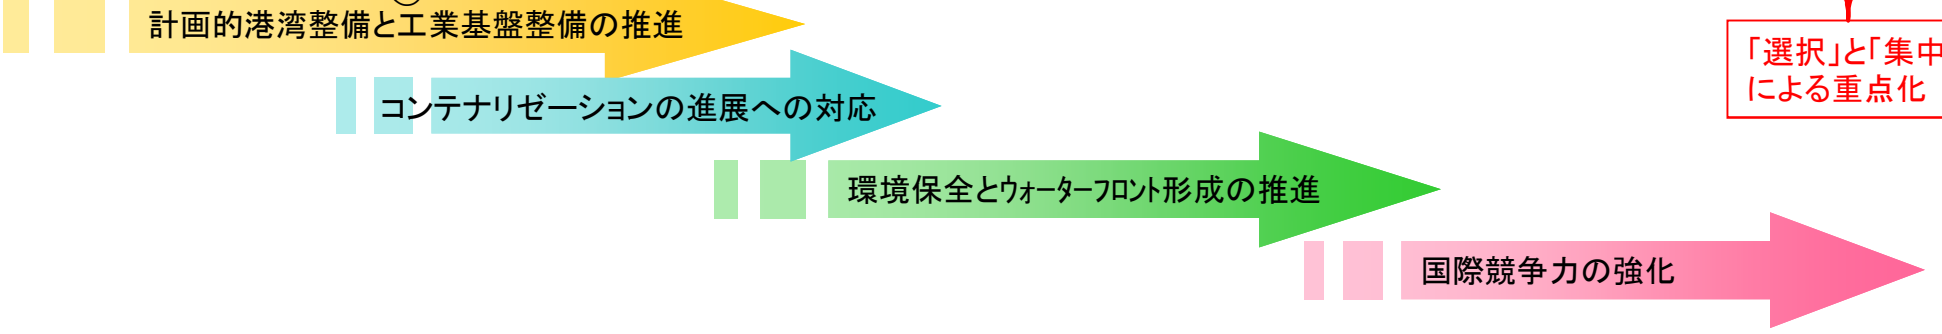 計画的港湾整備と工業基盤整備の推進
「選択」と「集中
による重点化
コンテナリゼーションの進展への対応
環境保全とウォーターフロント形成の推進
国際競争力の強化